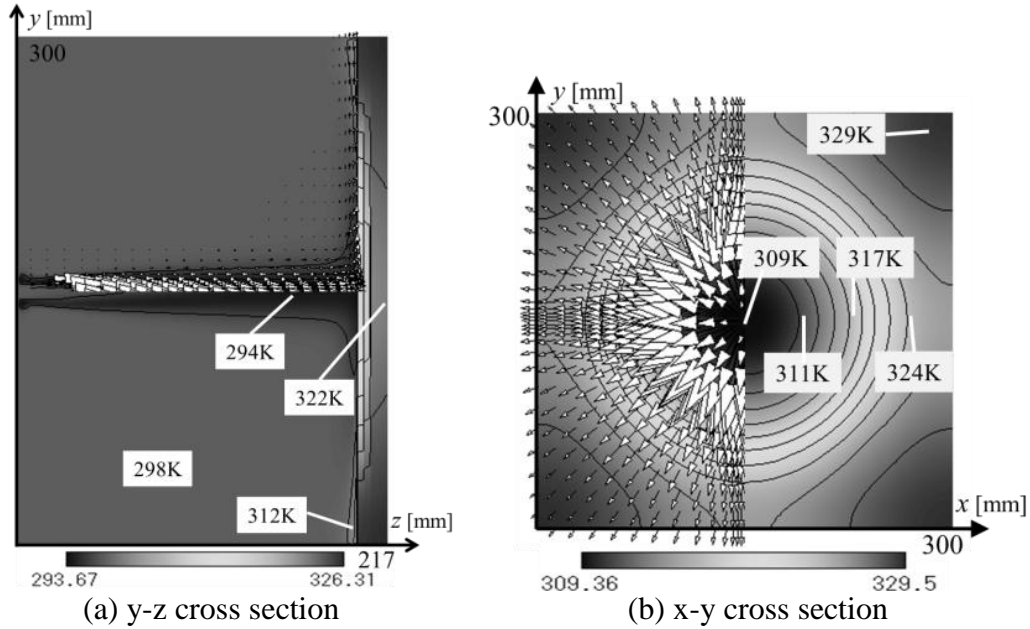 y [mm]
300
294K
322K
298K
312K
z [mm]
217
293.67 326.31
(a) y-z cross section
y [mm]
300
329K
309K
317K
311K
324K
x [mm]
300
309.36 329.5
(b) x-y cross section